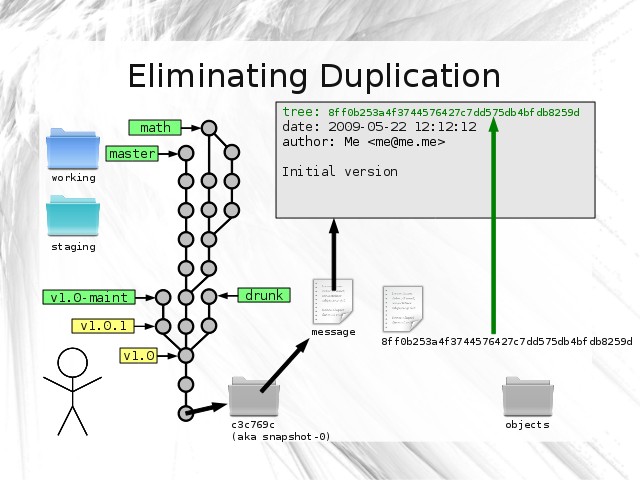 Eliminating Duplication
tree: 8ff0b253a4f3744576427c7dd575db4bfdb8259d
date: 2009-05-22 12:12:12
author: Me <me@me.me>
Initial version
math
master
working
staging
v1.0-maint
drunk
v1.0.1
message
8ff0b253a4f3744576427c7dd575db4bfdb8259d
v1.0
c3c769c
(aka snapshot-0)
objects